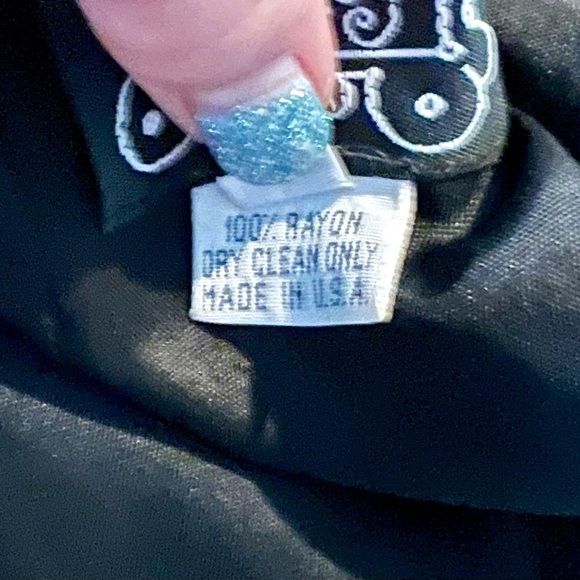 100% RAYON
DRY CLEAN ONLY
MADE IN U.S.A.